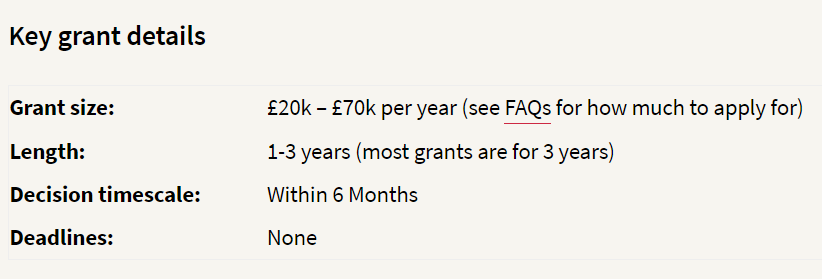 Key grant details
Grant size: £20k – £70k per year (see FAQs for how much to apply for)
Length: 1-3 years (most grants are for 3 years)
Decision timescale: Within 6 Months
Deadlines: None